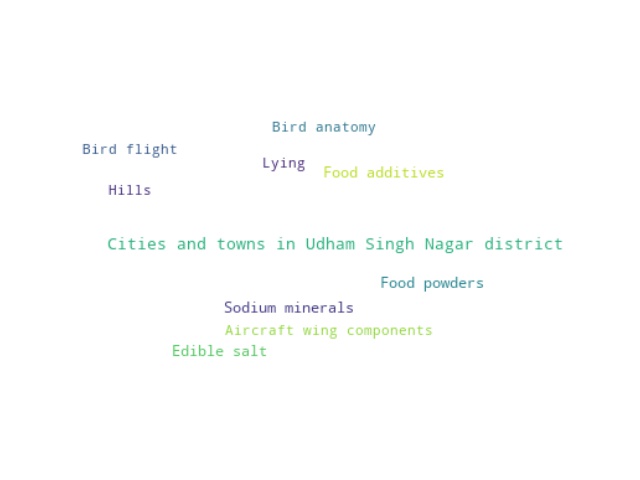 Bird anatomy
Bird flight
Lying
Food additives
Hills
Cities and towns in Udham Singh Nagar district
Food powders
Sodium minerals
Aircraft wing components
Edible salt